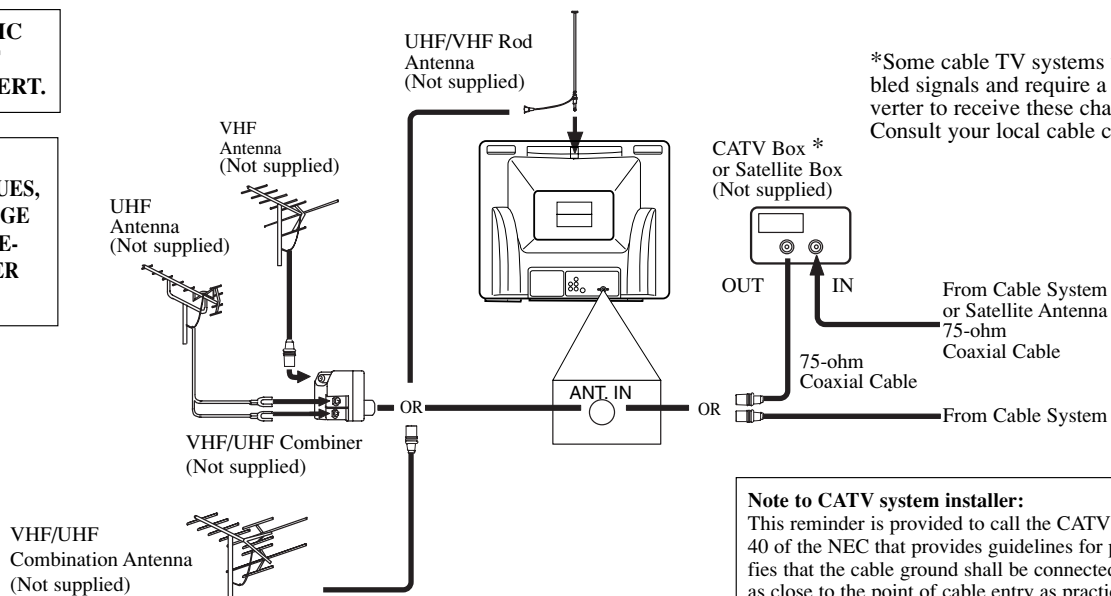 IC
ERT.
UES,
GE
E-
ER
UHF/VHF Rod
Antenna
(Not supplied)
*Some cable TV systems
bled signals and require a
verter to receive these cha
Consult your local cable c
VHF
Antenna
(Not supplied)
CATV Box *
or Satellite Box
(Not supplied)
UHF
Antenna
(Not supplied)
OUT
IN
From Cable System
or Satellite Antenna
75-ohm
Coaxial Cable
75-ohm
Coaxial Cable
ANT. IN
OR
OR
From Cable System
VHF/UHF Combiner
(Not supplied)
VHF/UHF
Combination Antenna
(Not supplied)
Note to CATV system installer:
This reminder is provided to call the CATV
40 of the NEC that provides guidelines for p
fies that the cable ground shall be connected
as close to the point of cable entry as practic